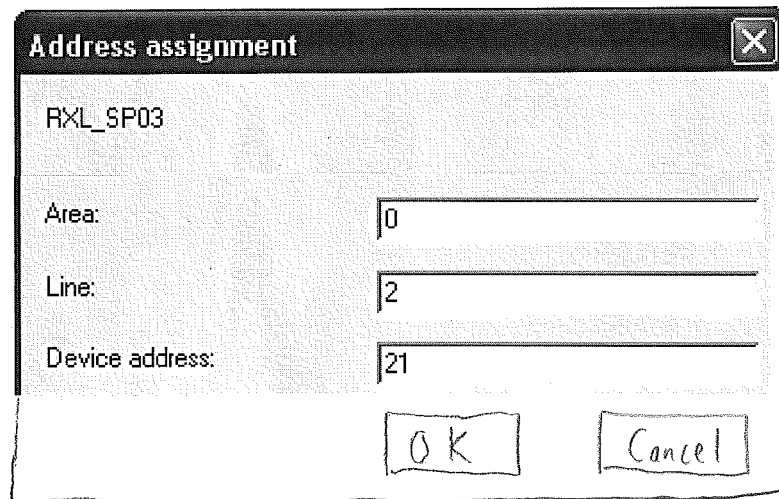 Address assignment
RXL_SP03
Area: 0
Line: 2
Device address: 21
OK Cancel